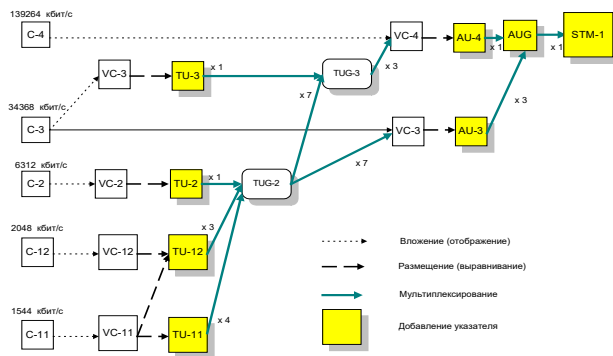 139264 кбит/с
C-4
VC-4
AU-4
x 1
AUG
x 1
STM-1
VC-3
TU-3
x 1
TUG-3
x 3
34368 кбит/с
x 7
x 3
C-3
VC-3
AU-3
6312 кбит/с
x 7
C-2
VC-2
TU-2
x 1
TUG-2
2048 кбит/с
x 3
C-12
VC-12
TU-12
1544 кбит/с
x 4
C-11
VC-11
TU-11
Вложение (отображение)
Размещение (выравнивание)
Мультиплексирование
Добавление указателя